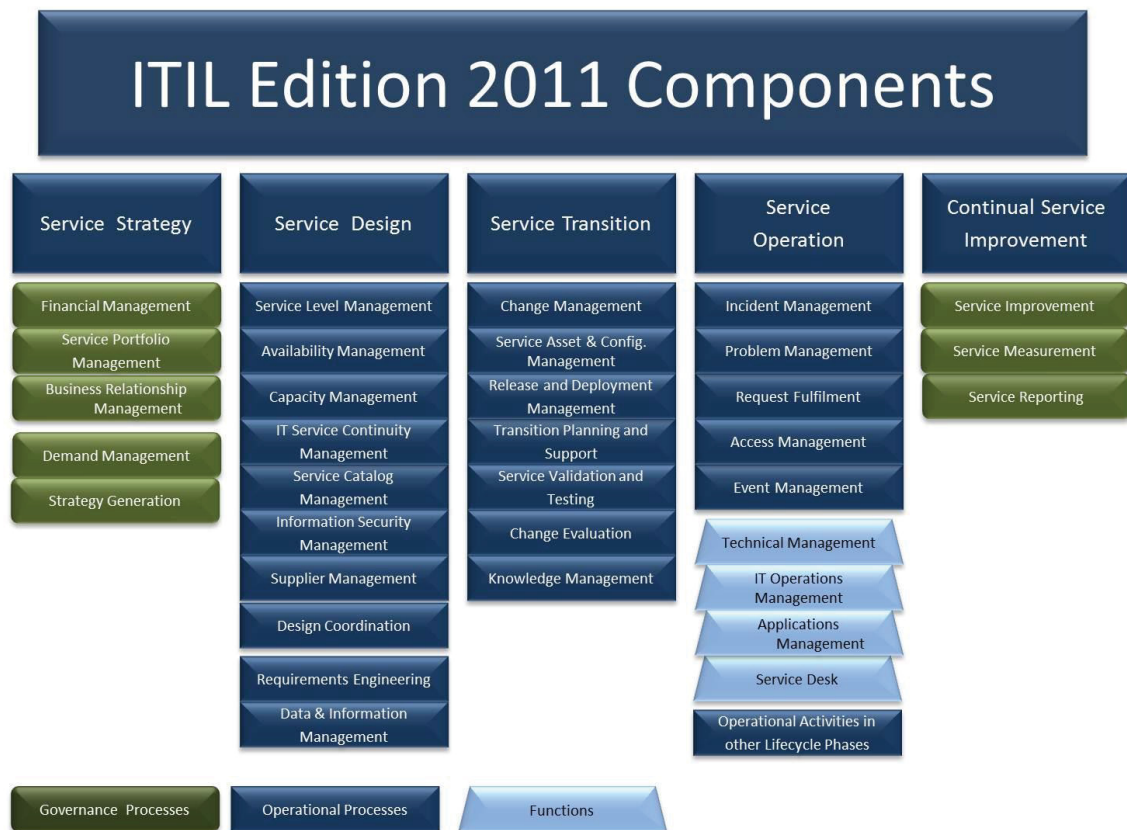 ITIL Edition 2011 Components
Service Strategy
Financial Management
Service Portfolio
Management
Business Relationship
Management
Demand Management
Strategy Generation
Service Design
Service Level Management
Availability Management
Capacity Management
IT Service Continuity
Management
Service Catalog
Management
Information Security
Management
Supplier Management
Design Coordination
Requirements Engineering
Data & Information
Management
Service Transition
Change Management
Service Asset & Config.
Management
Release and Deployment
Management
Transition Planning and
Support
Service Validation and
Testing
Change Evaluation
Knowledge Management
Service
Operation
Incident Management
Problem Management
Request Fulfilment
Access Management
Event Management
Technical Management
IT Operations
Management
Applications
Management
Service Desk
Operational Activities in
other Lifecycle Phases
Continual Service
Improvement
Service Improvement
Service Measurement
Service Reporting
Governance Processes
Operational Processes
Functions